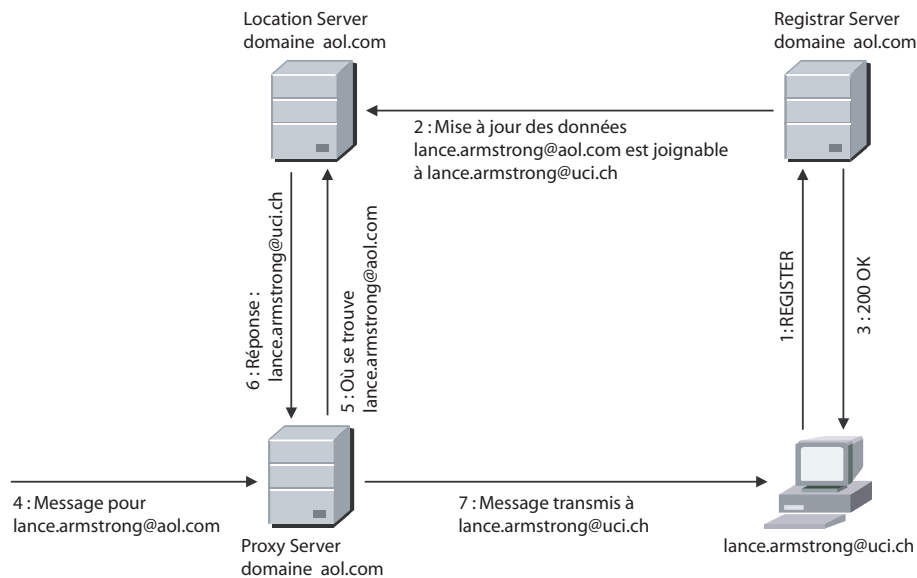 Location Server
domaine aol.com
Registrar Server
domaine aol.com
2 : Mise à jour des données
lance.armstrong@aol.com est joignable
à lance.armstrong@uci.ch
6 : Réponse :
lance.armstrong@uci.ch
5 : Où se trouve
lance.armstrong@aol.com
1:REGISTER
3 : 200 OK
4 : Message pour
lance.armstrong@aol.com
7 : Message transmis à
lance.armstrong@uci.ch
Proxy Server
domaine aol.com
lance.armstrong@uci.ch